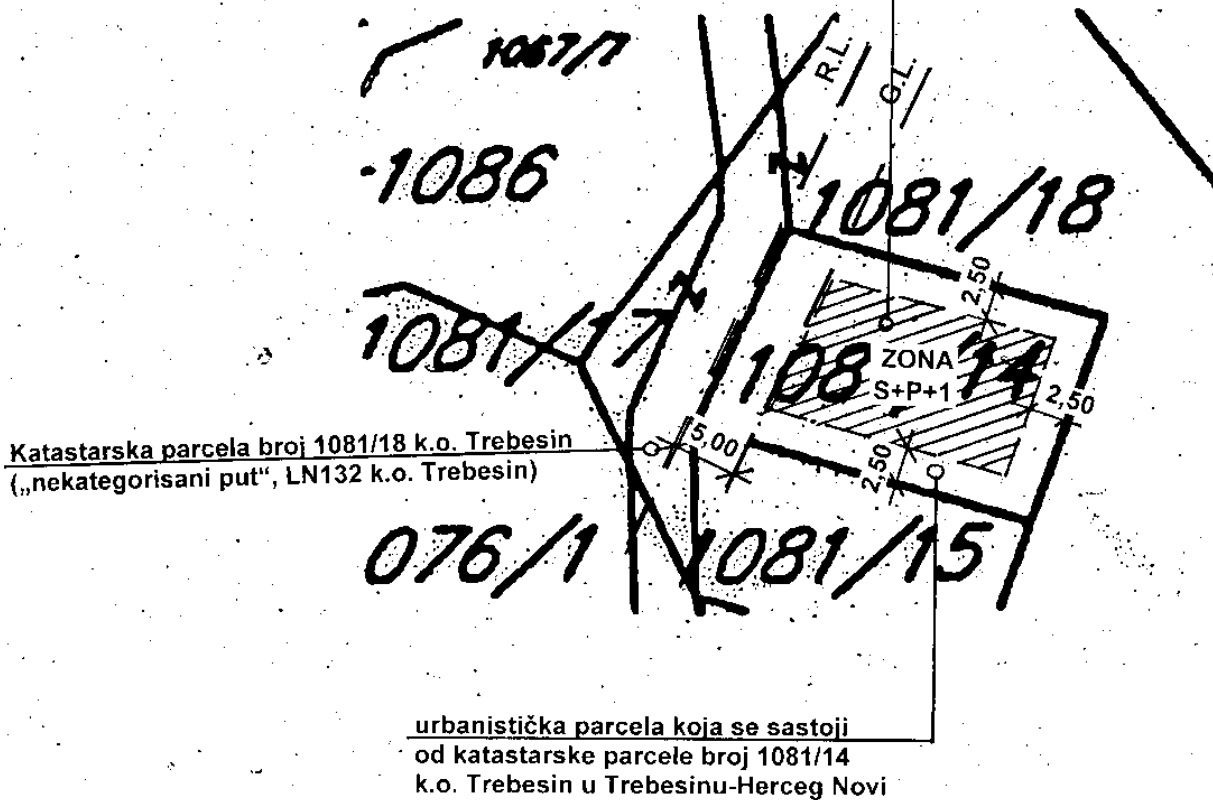 1067/7
R.L.
G.L.
1086
1081/18
2,50
1081/17
ZONA
108 14
S+P+1
2,50
Katastarska parcela broj 1081/18 k.o. Trebesin
5,00
(„nekategorisani put“, LN132 k.o. Trebesin)
2,50
076/1
1081/15
urbanistička parcela koja se sastoji
od katastarske parcele broj 1081/14
k.o. Trebesin u Trebesinu-Herceg Novi